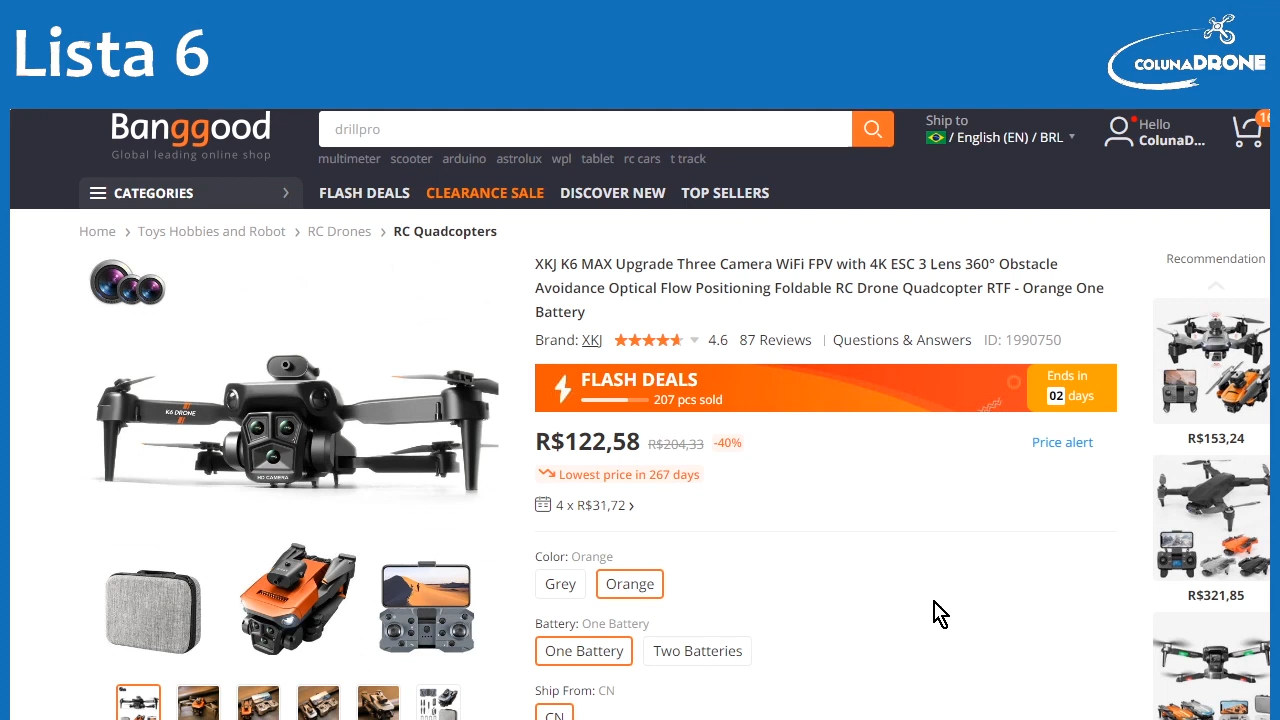 Lista 6
COLUNADRONE
Banggood
Global leading online shop
drillpro
multimeter scooter arduino astrolux wpl tablet rc cars t track
Ship to
/ English (EN) / BRL
Hello
ColunaD...
16
CATEGORIES
FLASH DEALS CLEARANCE SALE DISCOVER NEW TOP SELLERS
Home > Toys Hobbies and Robot > RC Drones > RC Quadcopters
XKJ K6 MAX Upgrade Three Camera WiFi FPV with 4K ESC 3 Lens 360° Obstacle
Avoidance Optical Flow Positioning Foldable RC Drone Quadcopter RTF - Orange One
Battery
Brand: XKJ 4.6 87 Reviews | Questions & Answers ID: 1990750
FLASH DEALS
207 pcs sold
Ends in
02 days
R$122,58 R$204,33 -40%
Price alert
Lowest price in 267 days
4 x R$31,72 >
Color: Orange
Grey Orange
Battery: One Battery
One Battery Two Batteries
Ship From: CN
CN
K6 DRONE
HD CAMERA
Recommendation
R$153,24
R$321,85